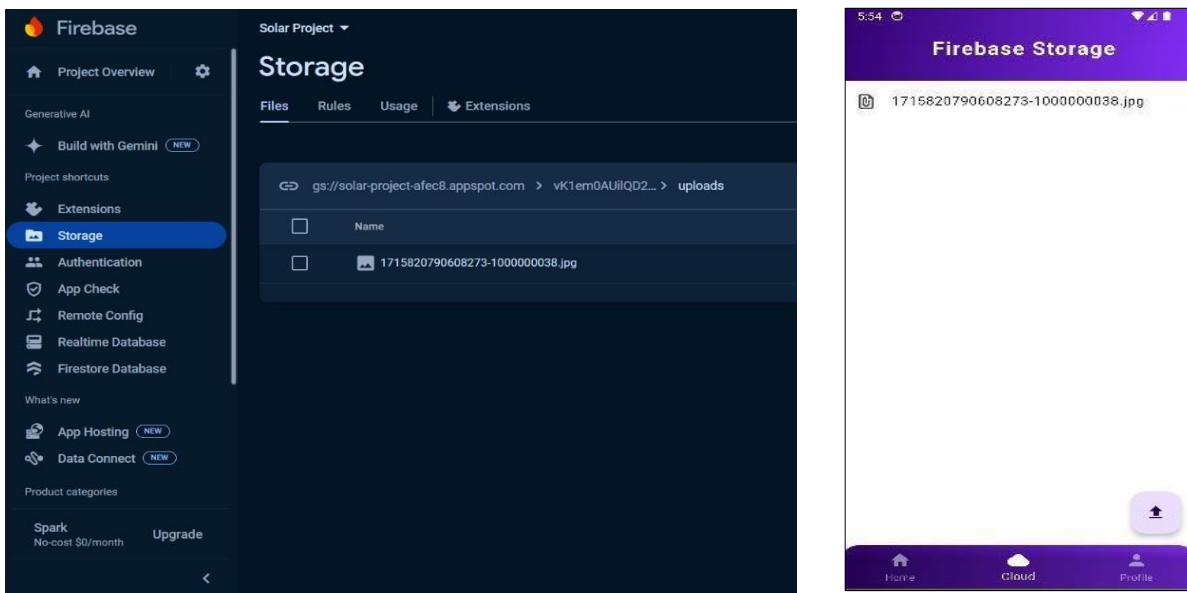 Firebase
Project Overview
Generative AI
Build with Gemini NEW
Project shortcuts
Extensions
Storage
Authentication
App Check
Remote Config
Realtime Database
Firestore Database
What's new
App Hosting NEW
Data Connect NEW
Product categories
Spark
No-cost $0/month
Upgrade
Solar Project
Storage
Files Rules Usage Extensions
gs://solar-project-afec8.appspot.com > vK1em0AUilQD2... > uploads
Name
1715820790608273-1000000038.jpg
5:54
Firebase Storage
1715820790608273-1000000038.jpg
Home Cloud Profile